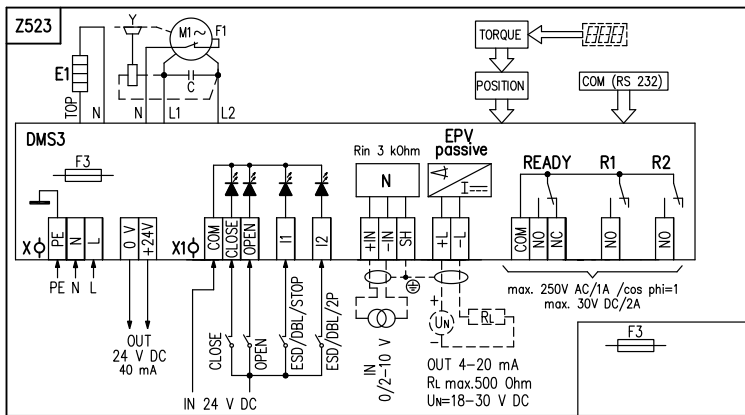 Z523
Y
M1~
F1
TORQUE
E1
C
POSITION
COM (RS 232)
TOP
N
N
L1
L2
DMS3
F3
Rin 3 kOhm
N
EPV
passive
I
READY
R1
R2
X
PE
N
L
0 V
+24V
X1
COM
CLOSE
OPEN
I1
I2
+IN
-IN
SH
+L
-L
COM
NO
NC
NO
NO
PE N L
OUT
24 V DC
40 mA
CLOSE
OPEN
ESD/DBL/STOP
ESD/DBL/2P
IN 24 V DC
IN
0/2-10 V
+
UN
-
RL
OUT 4-20 mA
RL max.500 Ohm
UN=18-30 V DC
max. 250V AC/1A /cos phi=1
max. 30V DC/2A
F3